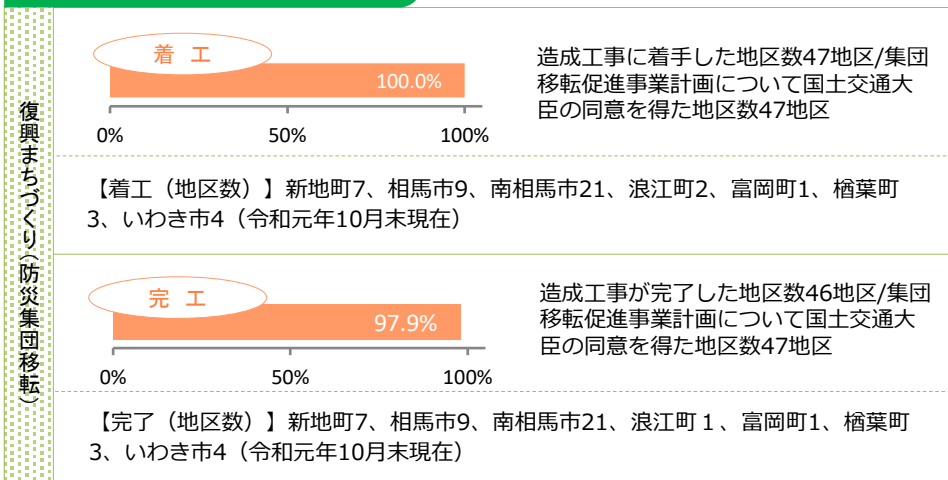 復興まちづくり（防災集団移転）
着 工
100.0%
0% 50% 100%
造成工事に着手した地区数47地区/集団
移転促進事業計画について国土交通大
臣の同意を得た地区数47地区
【着工（地区数）】新地町7、相馬市9、南相馬市21、浪江町2、富岡町1、楢葉町
3、いわき市4（令和元年10月末現在）
完 工
97.9%
0% 50% 100%
造成工事が完了した地区数46地区/集団
移転促進事業計画について国土交通大
臣の同意を得た地区数47地区
【完了（地区数）】新地町7、相馬市9、南相馬市21、浪江町１、富岡町1、楢葉町
3、いわき市4（令和元年10月末現在）